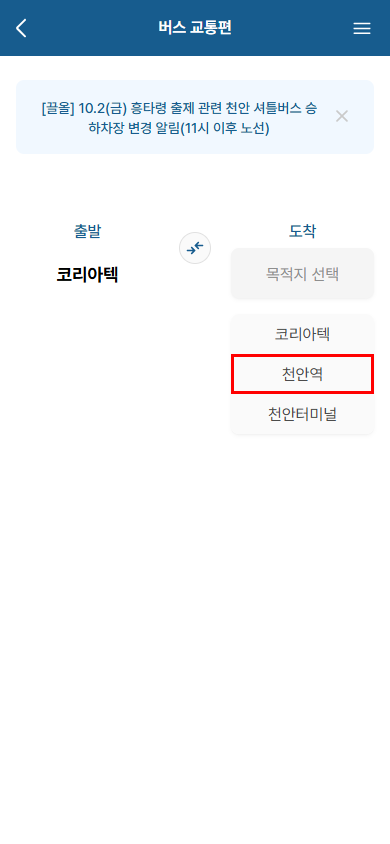 버스 교통편
[끌올] 10.2(금) 흥타령 출제 관련 천안 셔틀버스 승
하차장 변경 알림(11시 이후 노선)
출발
도착
코리아텍
목적지 선택
코리아텍
천안역
천안터미널